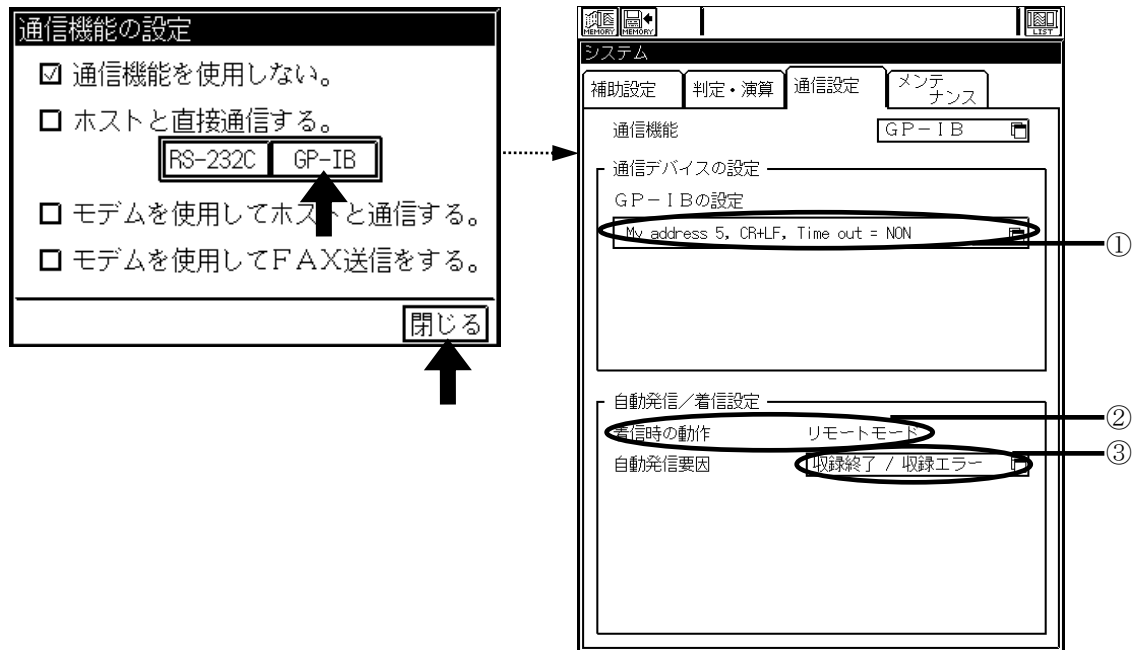 通信機能の設定
通信機能を使用しない。
ホストと直接通信する。
RS-232C GP-IB
モデムを使用してホストと通信する。
モデムを使用してＦＡＸ送信をする。
閉じる
MEMORY MEMORY LIST
システム
補助設定 判定・演算 通信設定 メンテナンス
通信機能 ＧＰ－ＩＢ
通信デバイスの設定
ＧＰ－ＩＢの設定
My address 5, CR+LF, Time out = NON
①
自動発信／着信設定
②
着信時の動作 リモートモード
③
自動発信要因 収録終了 / 収録エラー